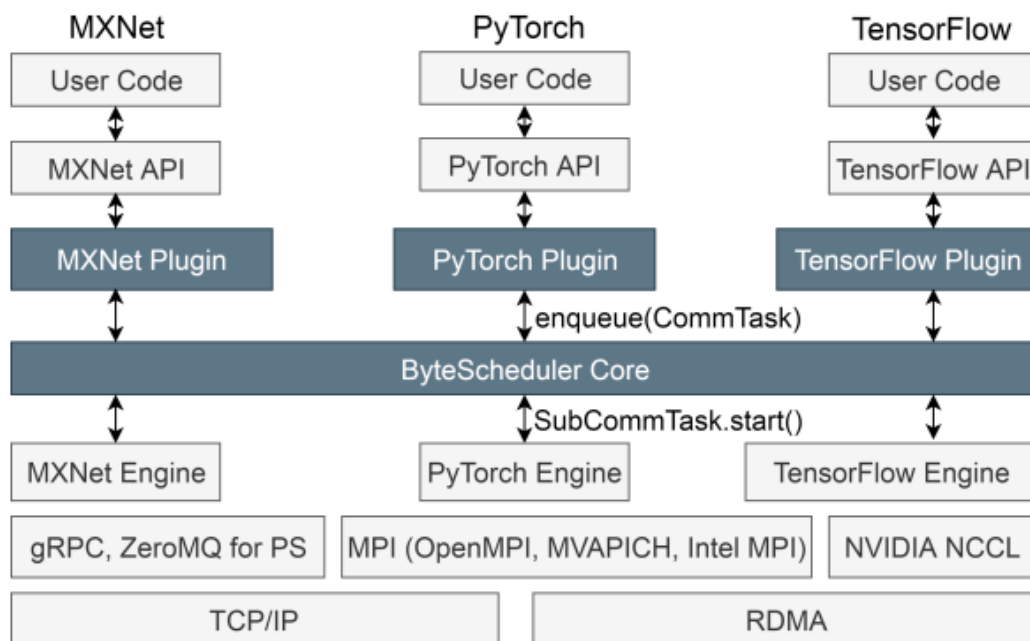 MXNet
PyTorch
TensorFlow
User Code
User Code
User Code
MXNet API
PyTorch API
TensorFlow API
MXNet Plugin
PyTorch Plugin
TensorFlow Plugin
enqueue(CommTask)
ByteScheduler Core
SubCommTask.start()
MXNet Engine
PyTorch Engine
TensorFlow Engine
gRPC, ZeroMQ for PS
MPI (OpenMPI, MVAPICH, Intel MPI)
NVIDIA NCCL
TCP/IP
RDMA